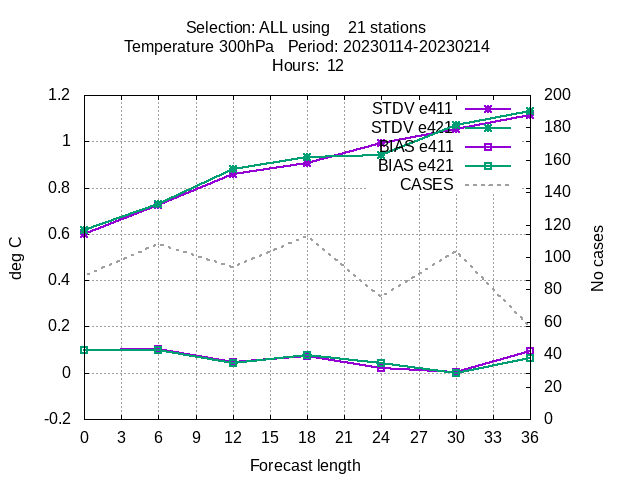 Selection: ALL using    21 stations
Temperature 300hPa   Period: 20230114-20230214
Hours: 12
1.2
1
0.8
0.6
0.4
0.2
0
-0.2
200
180
160
140
120
100
80
60
40
20
0
STDV e411
STDV e421
BIAS e411
BIAS e421
CASES
deg C
No cases
0 3 6 9 12 15 18 21 24 27 30 33 36
Forecast length